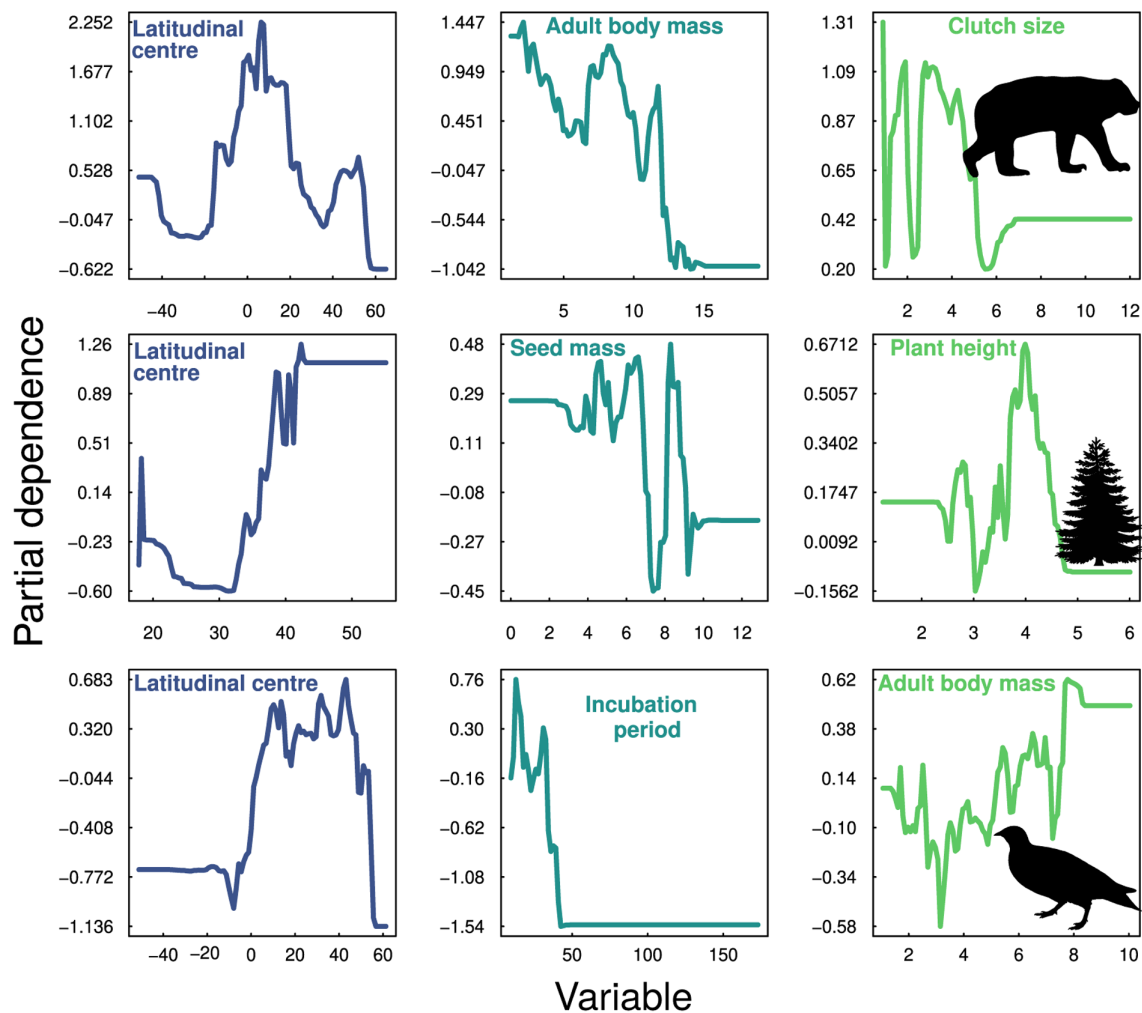 Partial dependence
2.252
1.677
1.102
0.528
−0.047
−0.622
Latitudinal
centre
−40 0 20 40 60
1.447
0.949
0.451
−0.047
−0.544
−1.042
Adult body mass
5 10 15
1.31
1.09
0.87
0.65
0.42
0.20
Clutch size
2 4 6 8 10 12
1.26
0.89
0.51
0.14
−0.23
−0.60
Latitudinal
centre
20 30 40 50
0.48
0.29
0.11
−0.08
−0.27
−0.45
Seed mass
0 2 4 6 8 10 12
0.6712
0.5057
0.3402
0.1747
0.0092
−0.1562
Plant height
2 3 4 5 6
0.683
0.320
−0.044
−0.408
−0.772
−1.136
Latitudinal centre
−40 −20 0 20 40 60
0.76
0.30
−0.16
−0.62
−1.08
−1.54
Incubation
period
50 100 150
0.62
0.38
0.14
−0.10
−0.34
−0.58
Adult body mass
2 4 6 8 10
Variable